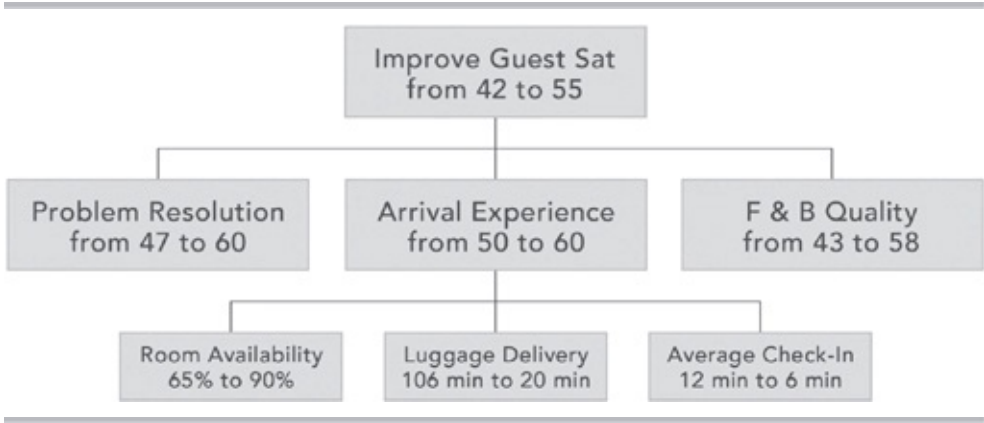 Improve Guest Sat
from 42 to 55
Problem Resolution
from 47 to 60
Arrival Experience
from 50 to 60
F & B Quality
from 43 to 58
Room Availability
65% to 90%
Luggage Delivery
106 min to 20 min
Average Check-In
12 min to 6 min